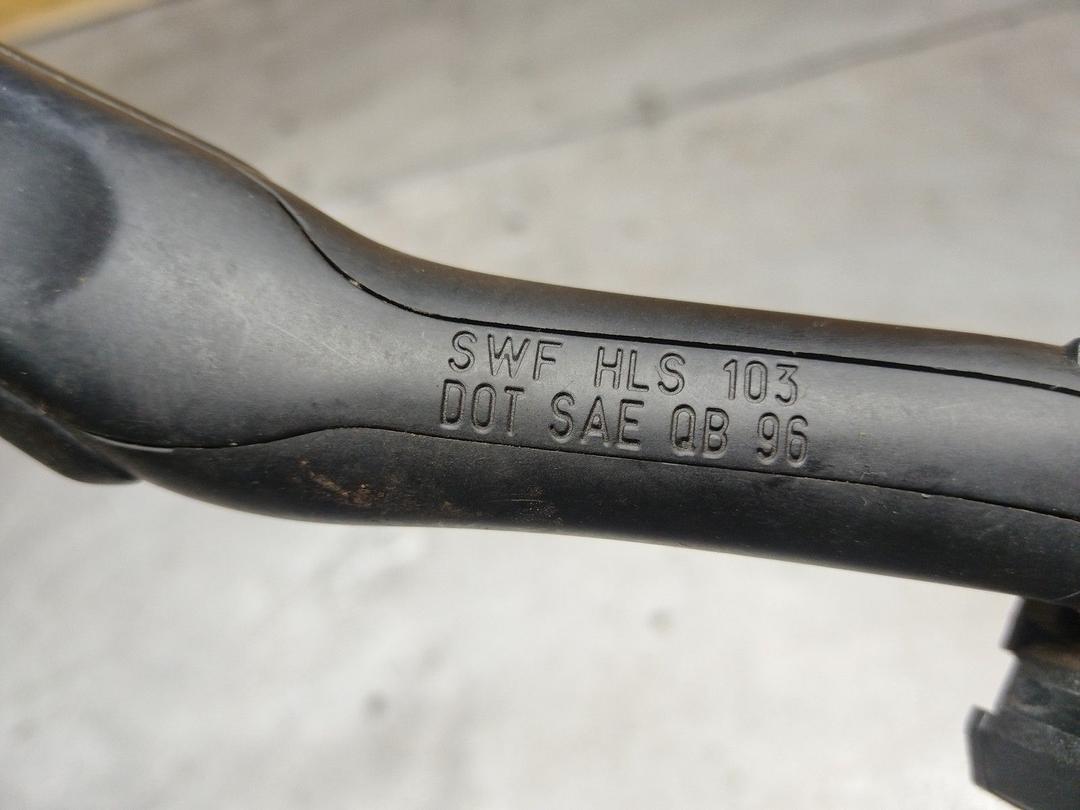 SWF HLS 103
DOT SAE QB 96